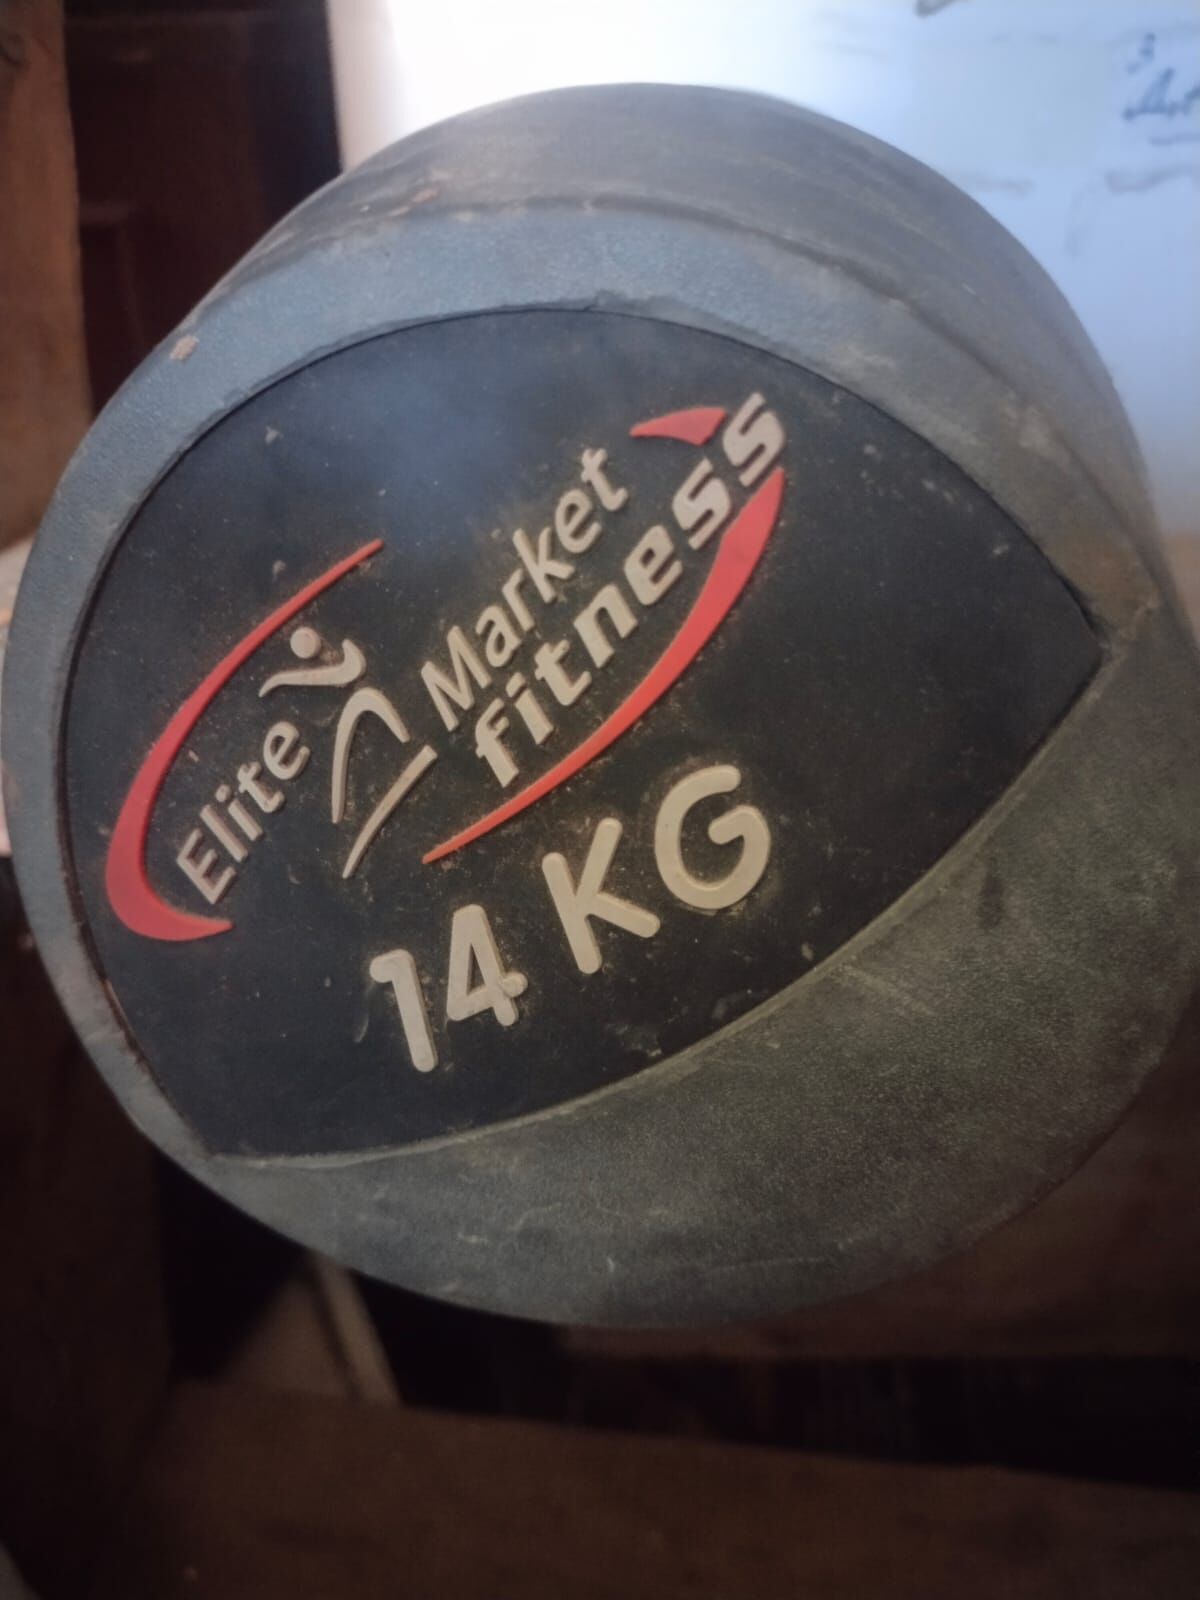 Elite Market
fitness
14 KG